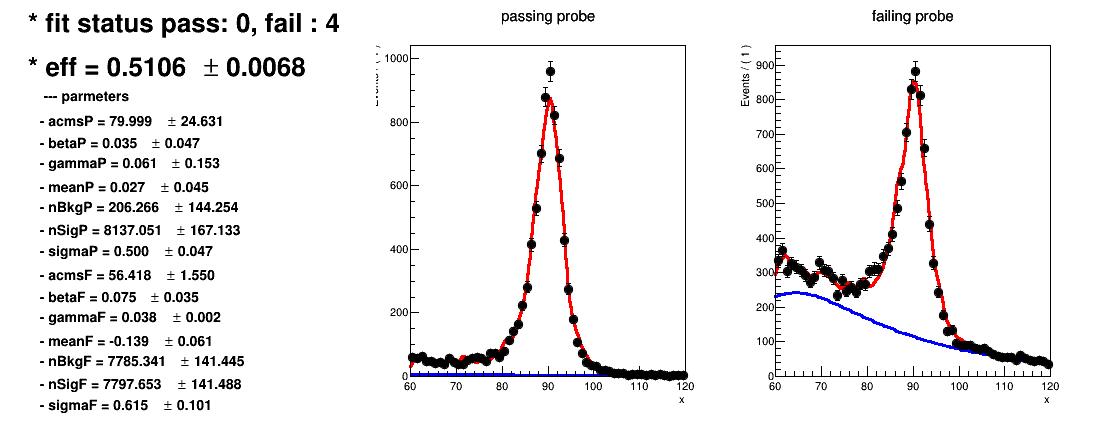 * fit status pass: 0, fail : 4
* eff = 0.5106 ± 0.0068
--- parmeters
- acmsP = 79.999 ± 24.631
- betaP = 0.035 ± 0.047
- gammaP = 0.061 ± 0.153
- meanP = 0.027 ± 0.045
- nBkgP = 206.266 ± 144.254
- nSigP = 8137.051 ± 167.133
- sigmaP = 0.500 ± 0.047
- acmsF = 56.418 ± 1.550
- betaF = 0.075 ± 0.035
- gammaF = 0.038 ± 0.002
- meanF = -0.139 ± 0.061
- nBkgF = 7785.341 ± 141.445
- nSigF = 7797.653 ± 141.488
- sigmaF = 0.615 ± 0.101
passing probe
1000
800
600
400
200
0
60 70 80 90 100 110 120
x
failing probe
Events / ( 1 )
900
800
700
600
500
400
300
200
100
0
60 70 80 90 100 110 120
x